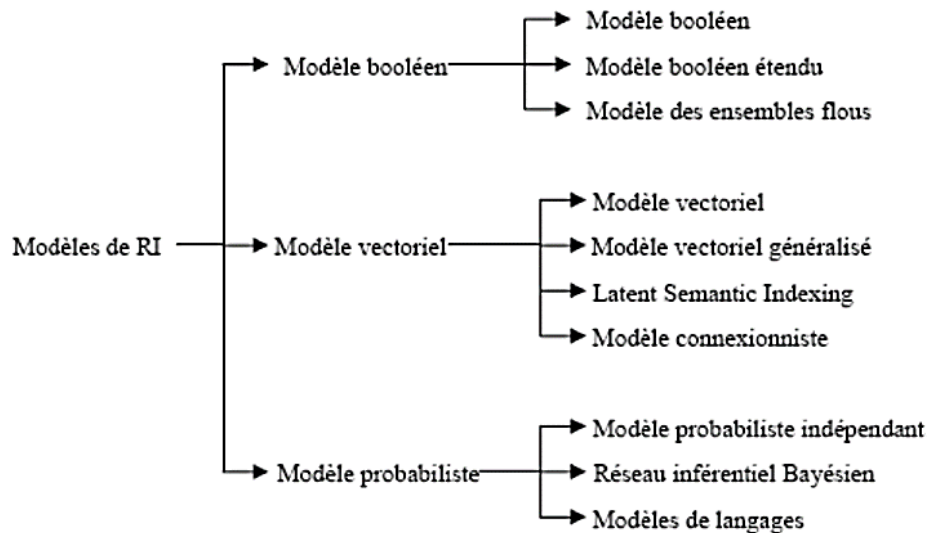 Modèles de RI
Modèle booléen
Modèle booléen
Modèle booléen étendu
Modèle des ensembles flous
Modèle vectoriel
Modèle vectoriel
Modèle vectoriel généralisé
Latent Semantic Indexing
Modèle connexionniste
Modèle probabiliste
Modèle probabiliste indépendant
Réseau inférentiel Bayésien
Modèles de langages